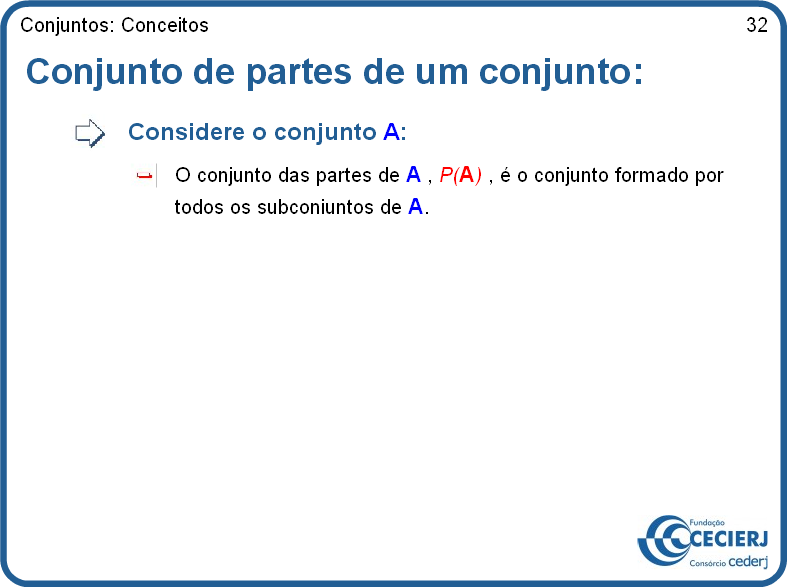 Conjuntos: Conceitos 32
Conjunto de partes de um conjunto:
Considere o conjunto A:
O conjunto das partes de A , P(A) , é o conjunto formado por
todos os subconiuntos de A.
Fundação
CECIERJ
Consórcio cederj